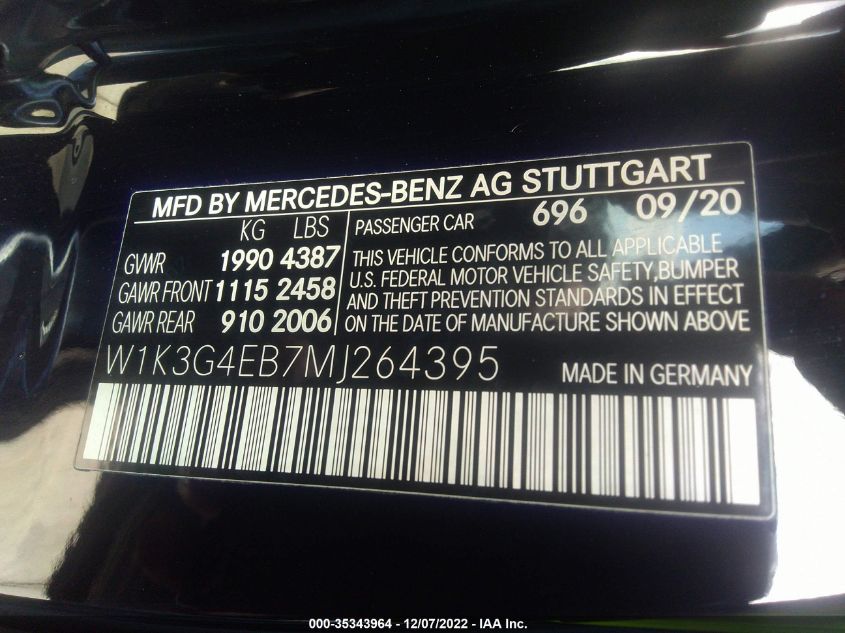 MFD BY MERCEDES-BENZ AG STUTTGART
KG LBS
GVWR 1990 4387
GAWR FRONT 1115 2458
GAWR REAR 910 2006
PASSENGER CAR 696 09/20
THIS VEHICLE CONFORMS TO ALL APPLICABLE
U.S. FEDERAL MOTOR VEHICLE SAFETY,BUMPER
AND THEFT PREVENTION STANDARDS IN EFFECT
ON THE DATE OF MANUFACTURE SHOWN ABOVE
W1K3G4EB7MJ264395 MADE IN GERMANY
000-35343964 - 12/07/2022 - IAA Inc.